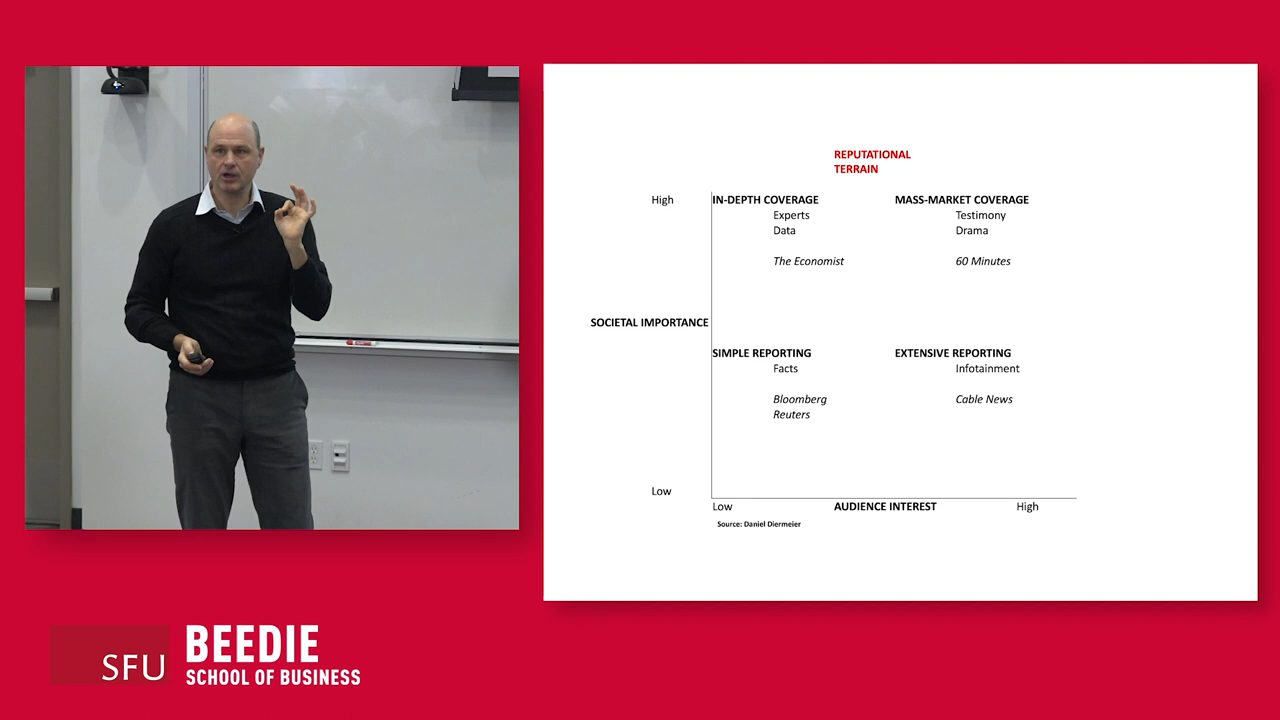 REPUTATIONAL
TERRAIN
High
IN-DEPTH COVERAGE
MASS-MARKET COVERAGE
Experts
Testimony
Data
Drama
The Economist
60 Minutes
SOCIETAL IMPORTANCE
SIMPLE REPORTING
EXTENSIVE REPORTING
Facts
Infotainment
Bloomberg
Cable News
Reuters
Low
Low
AUDIENCE INTEREST
High
Source: Daniel Diermeier
SFU
BEEDIE
SCHOOL OF BUSINESS